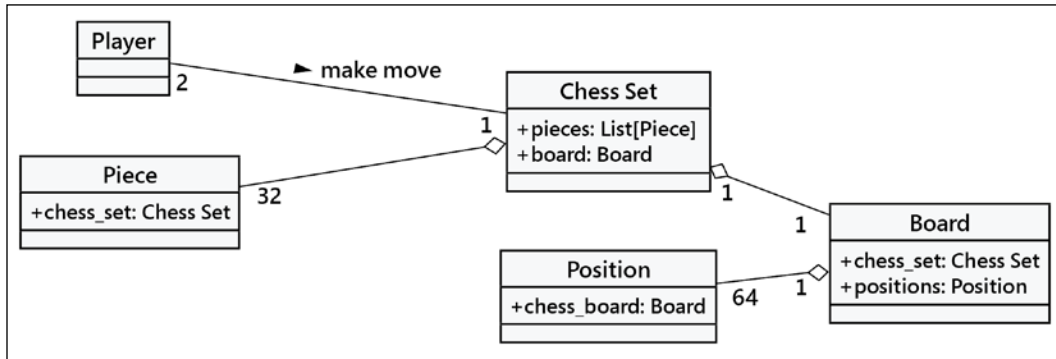 Player
2
► make move
Chess Set
+pieces: List[Piece]
+board: Board
1
Piece
+chess_set: Chess Set
32
1
1
Board
+chess_set: Chess Set
+positions: Position
Position
+chess_board: Board
64
1